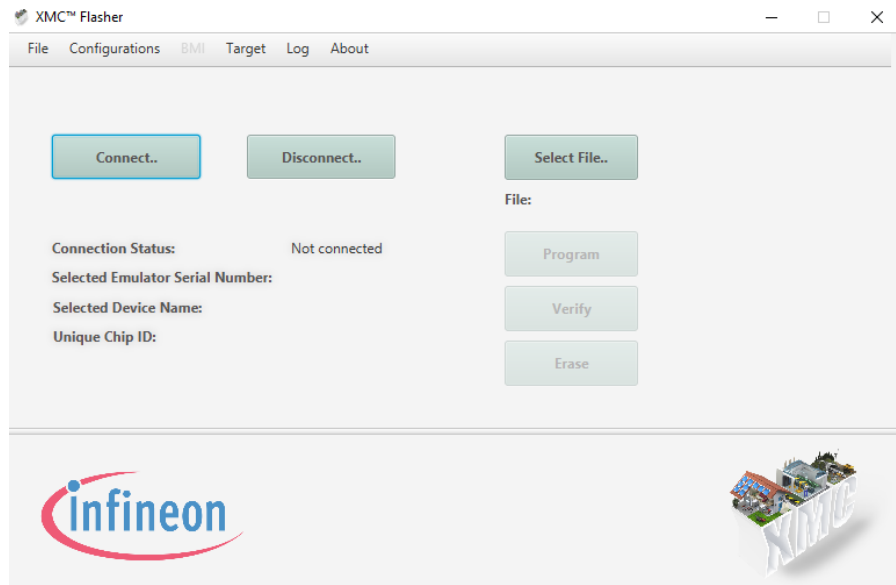 XMC™ Flasher
File Configurations BMI Target Log About
Connect.. Disconnect.. Select File..
File:
Connection Status: Not connected
Selected Emulator Serial Number:
Selected Device Name:
Unique Chip ID:
Program
Verify
Erase
infineon
XMC